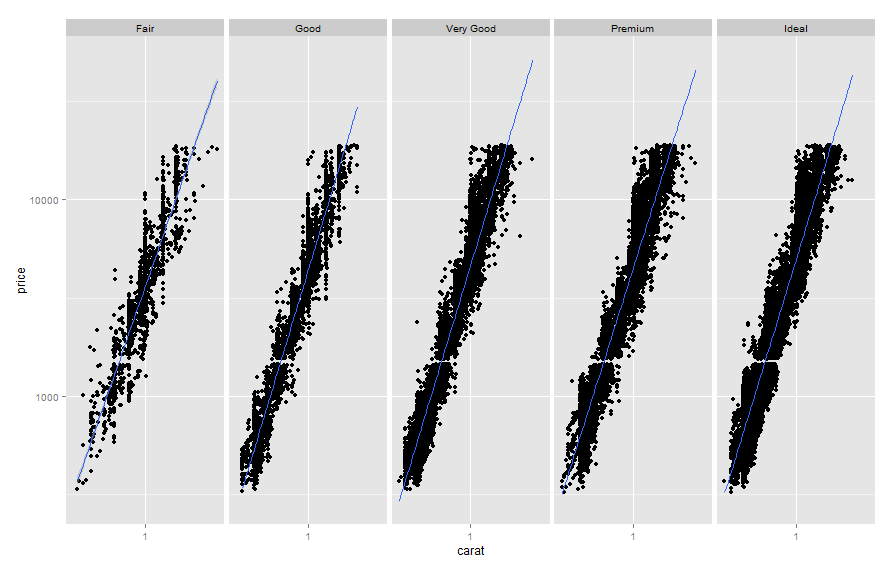 Fair Good Very Good Premium Ideal
price
10000
1000
1 1 1 1 1
carat